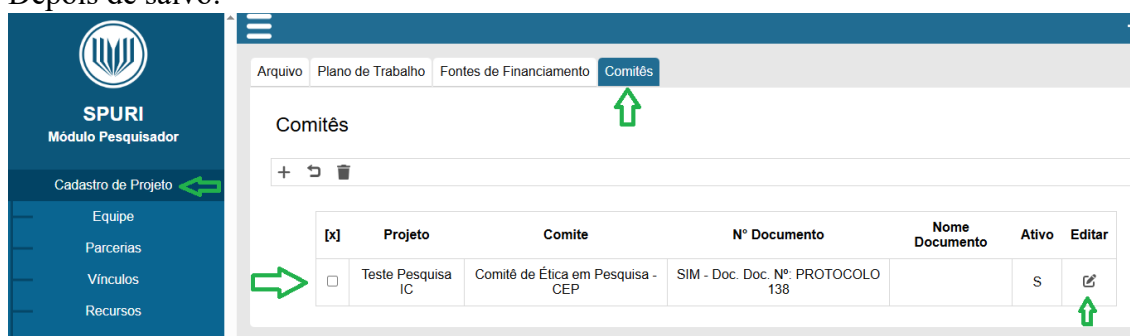 Depois de salvo:
SPURI
Módulo Pesquisador
Cadastro de Projeto
Equipe
Parcerias
Vínculos
Recursos
Arquivo Plano de Trabalho Fontes de Financiamento Comitês
Comitês
[x] Projeto Comite N° Documento Nome Documento Ativo Editar
Teste Pesquisa IC Comitê de Ética em Pesquisa - CEP SIM - Doc. Doc. Nº: PROTOCOLO 138 S